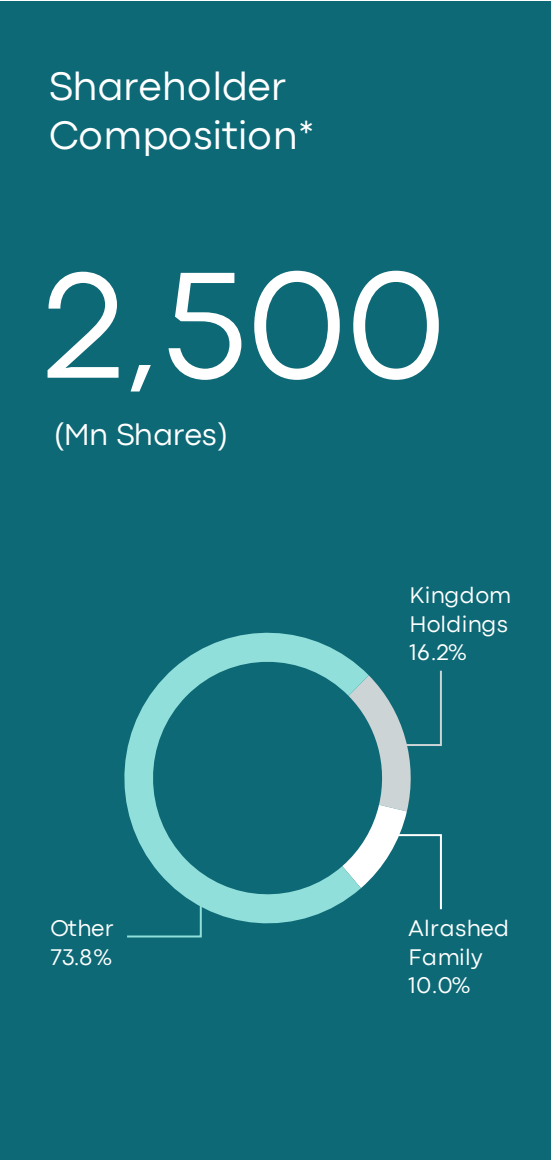 Shareholder
Composition*
2,500
(Mn Shares)
Kingdom
Holdings
16.2%
Other
73.8%
Alrashed
Family
10.0%